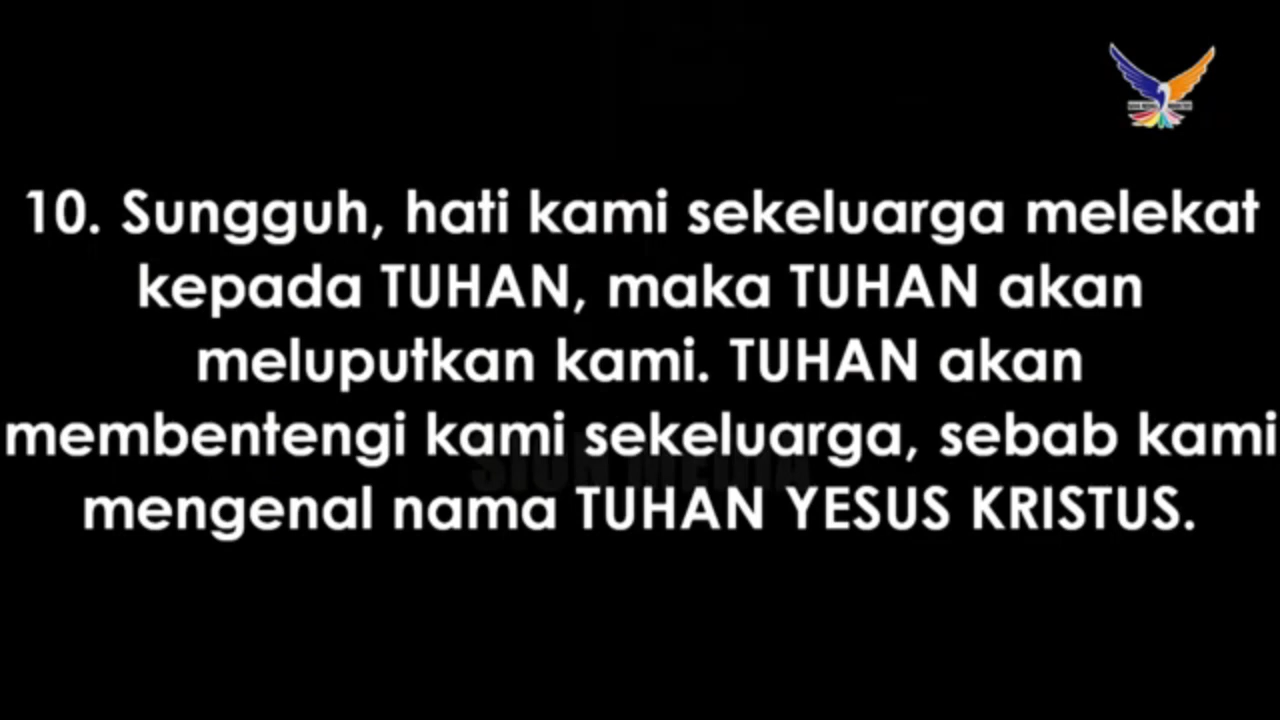 10. Sungguh, hati kami sekeluarga melekat
kepada TUHAN, maka TUHAN akan
meluputkan kami. TUHAN akan
membentengi kami sekeluarga, sebab kami
mengenal nama TUHAN YESUS KRISTUS.